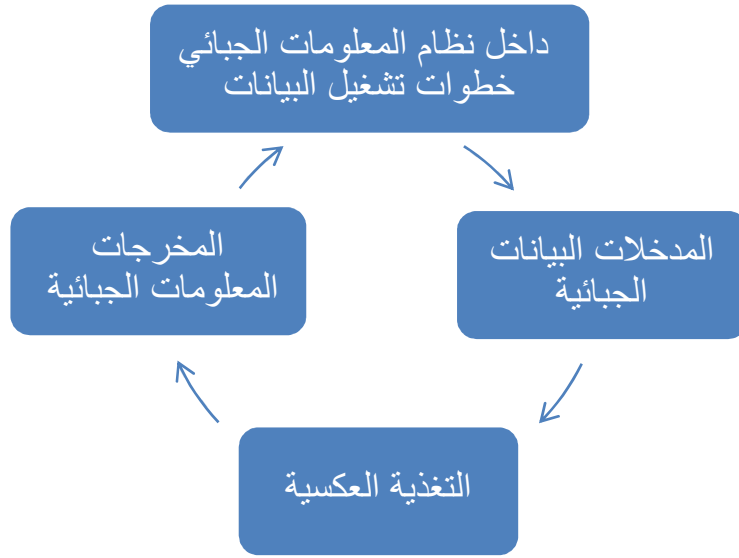 داخل نظام المعلومات الجبائي
خطوات تشغيل البيانات
المدخلات البيانات
الجبائية
المخرجات
المعلومات الجبائية
التغذية العكسية